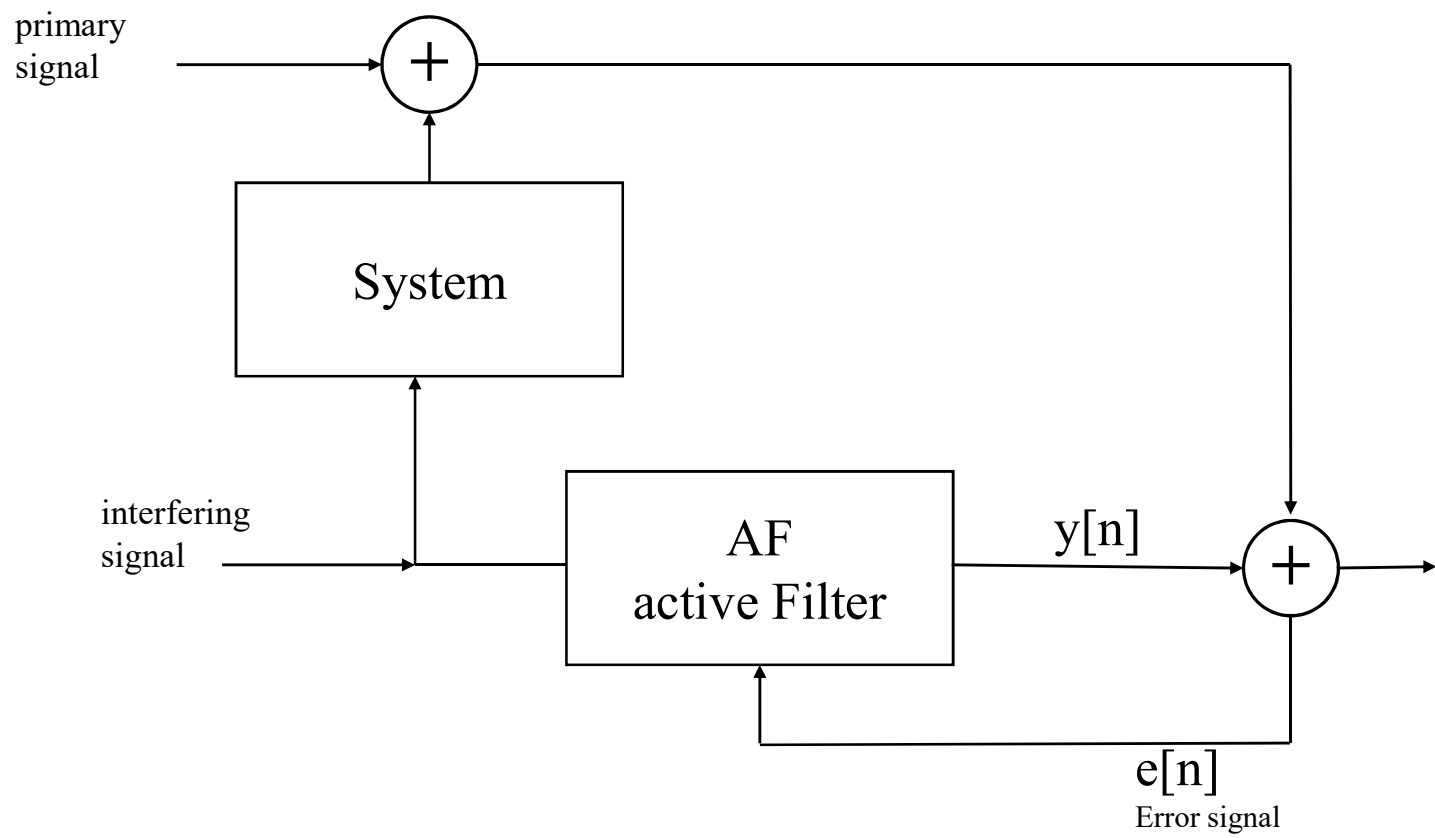 primary
signal
+
System
interfering
signal
AF
active Filter
y[n]
+
e[n]
Error signal